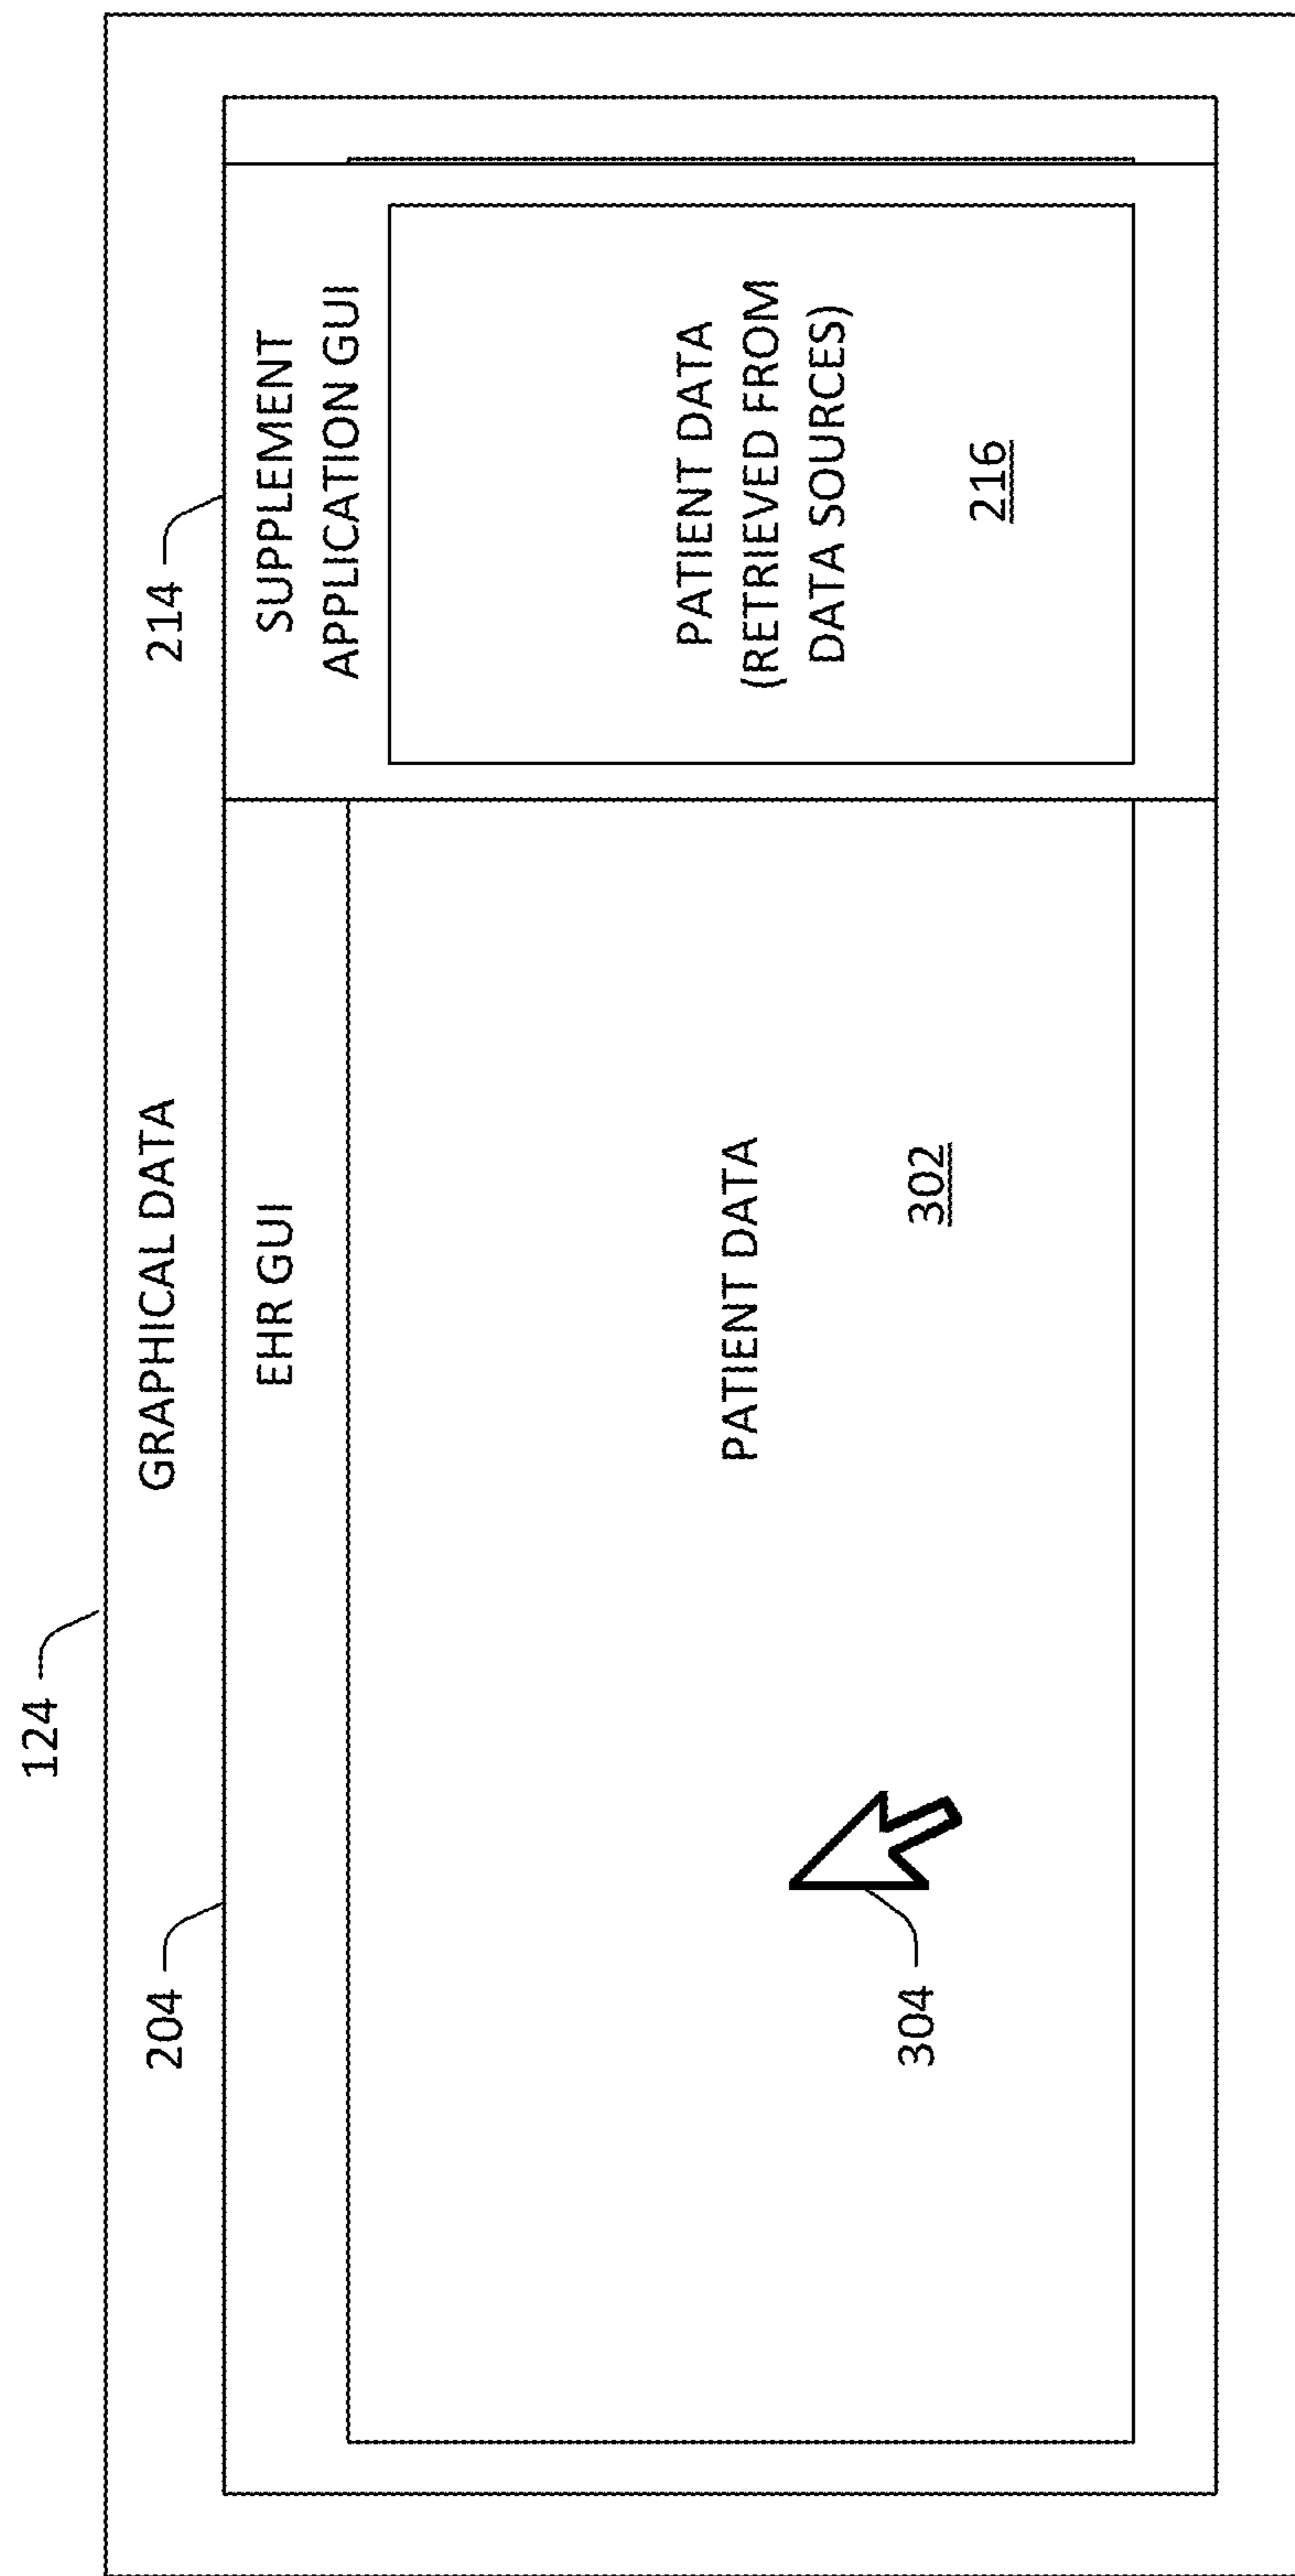 124
GRAPHICAL DATA
204
214
EHR GUI
SUPPLEMENT
APPLICATION GUI
PATIENT DATA
302
304
PATIENT DATA
(RETRIEVED FROM
DATA SOURCES)
216